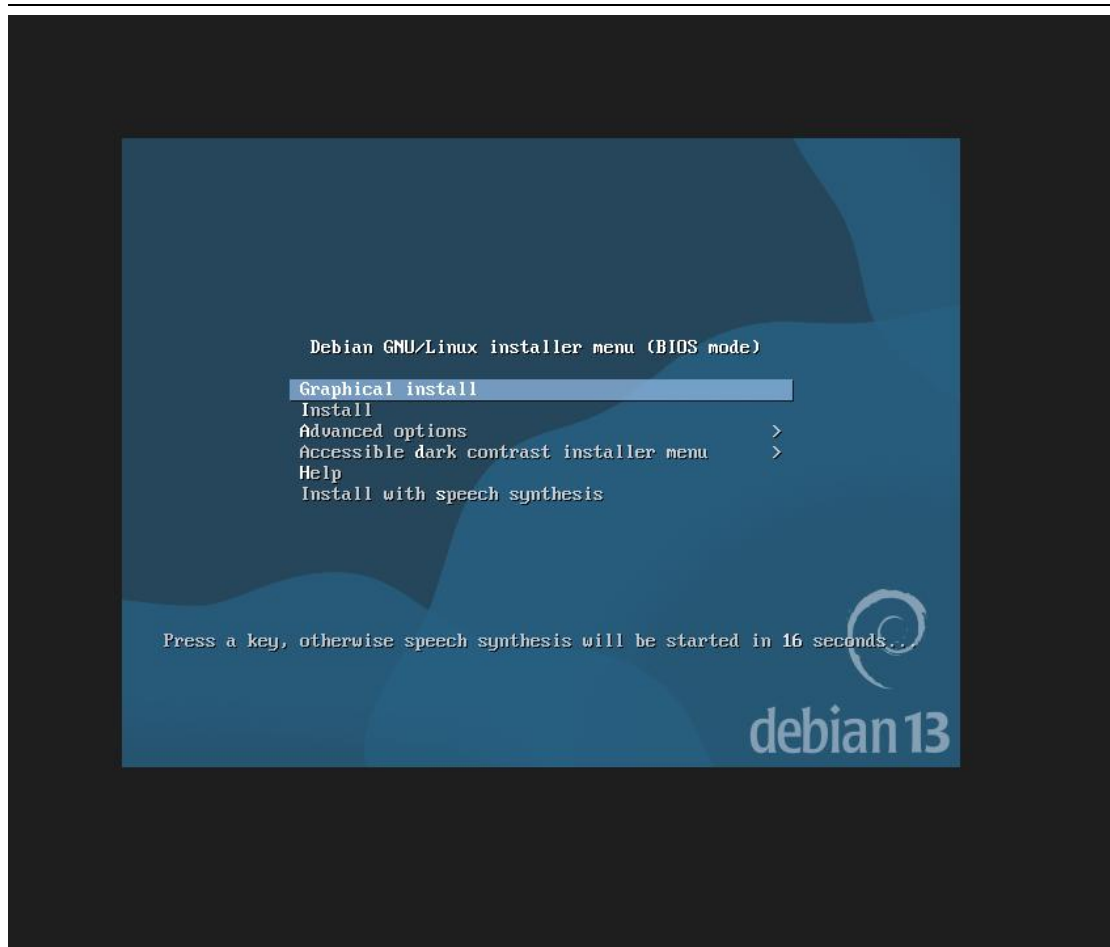 Debian GNU/Linux installer menu (BIOS mode)
Graphical install
Install
Advanced options >
Accessible dark contrast installer menu >
Help
Install with speech synthesis
Press a key, otherwise speech synthesis will be started in 16 seconds...
debian 13